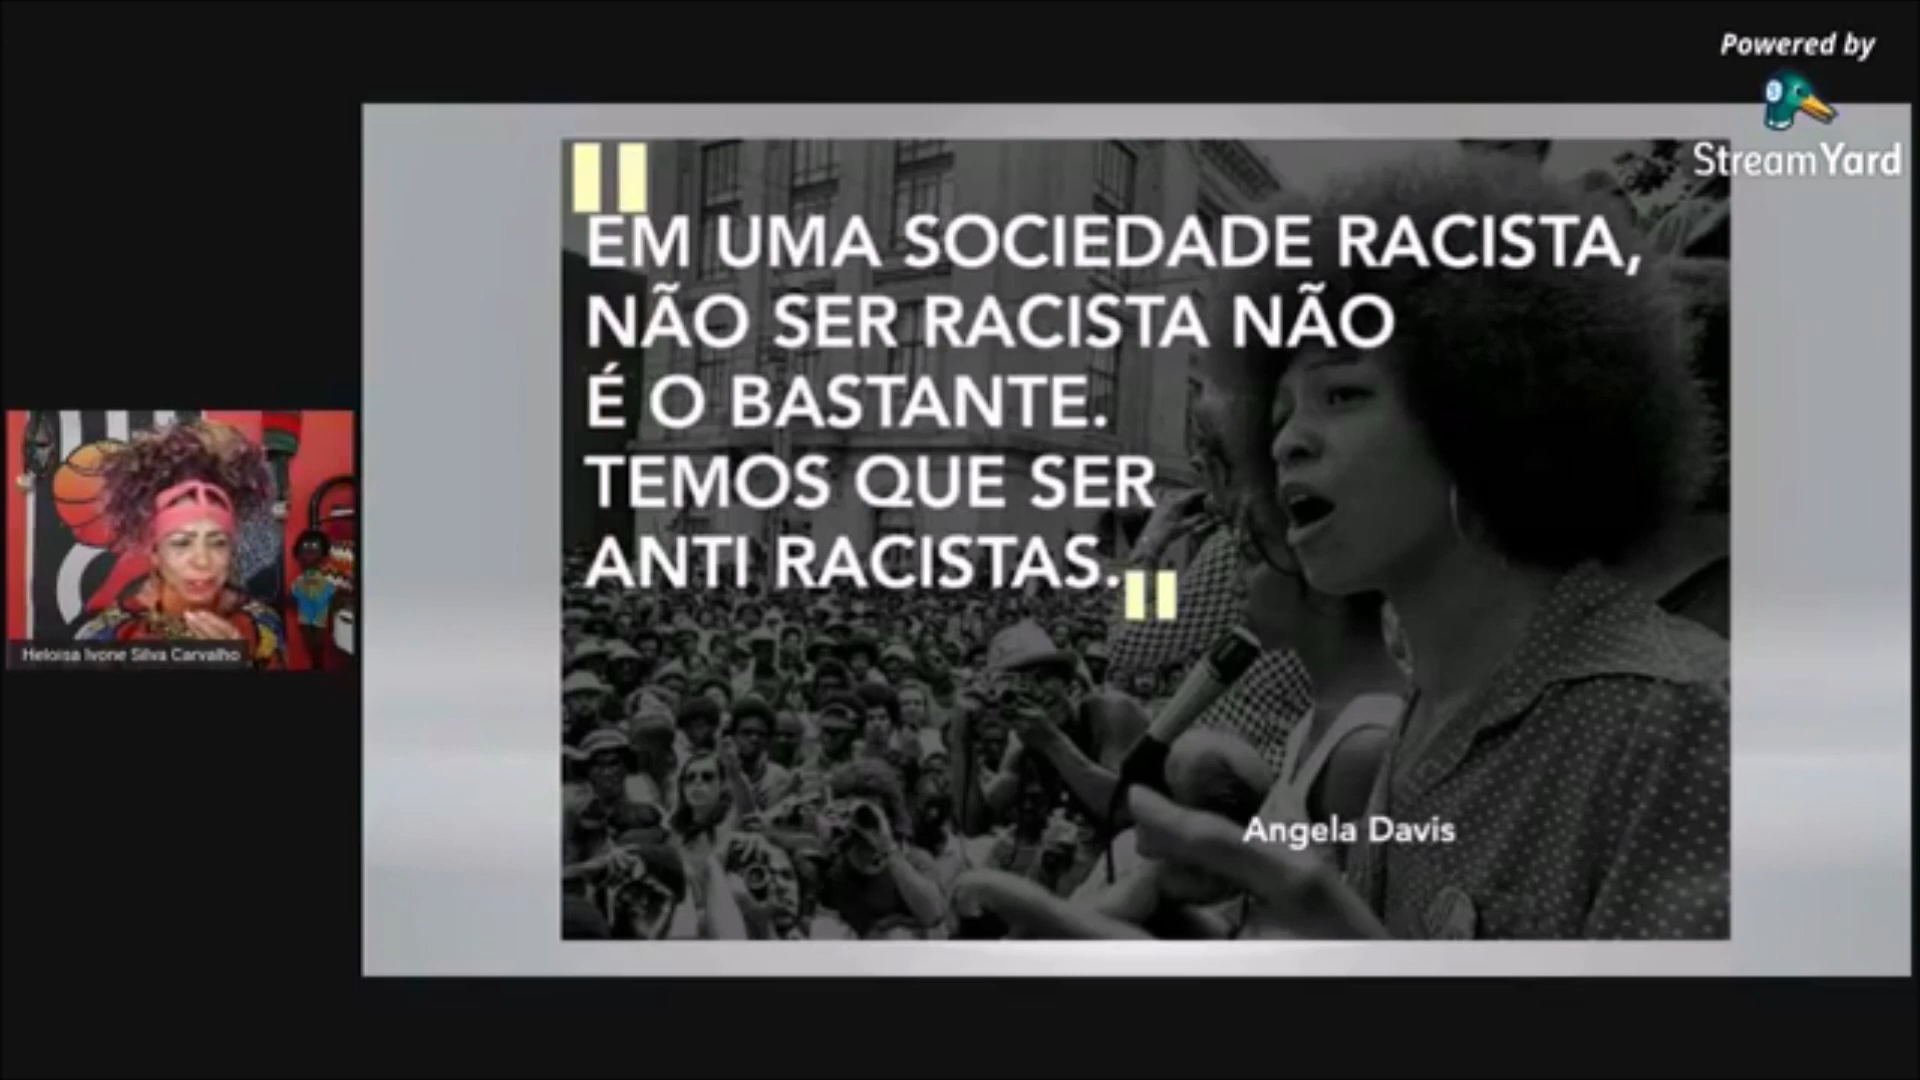 Powered by
StreamYard
"EM UMA SOCIEDADE RACISTA,
NÃO SER RACISTA NÃO
É O BASTANTE.
TEMOS QUE SER
ANTI RACISTAS."
Heloisa Ivone Silva Carvalho
Angela Davis